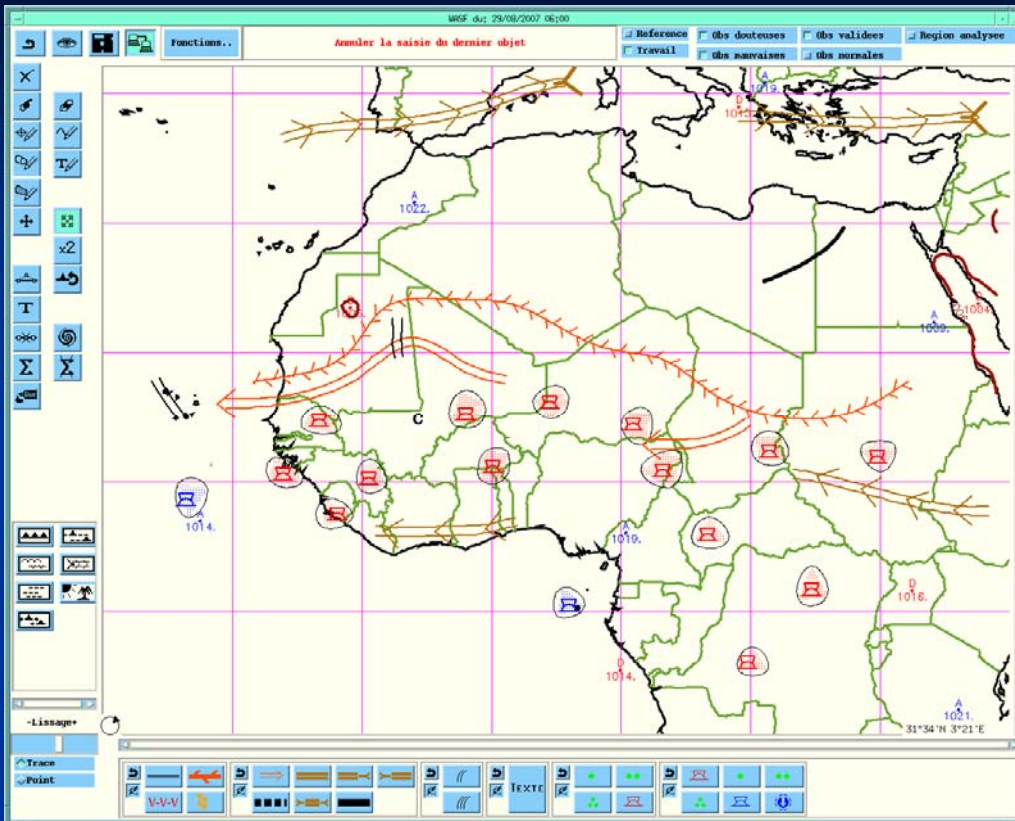 WASF du: 29/08/2007 06:00
Fonctions..
Annuler la saisie du dernier objet
Reference
Travail
Obs douteuses
Obs mauvaises
Obs validees
Obs normales
Region analysee
A
1019.
D
A
1022.
A
1009.
D
1004.
C
A
1014.
A
1019.
D
1016.
D
1014.
A
1021.
31°34'N 3°21'E
x2
A
T
T
Σ
-Lissage+
Trace
Point
V-V-V
TEXTE